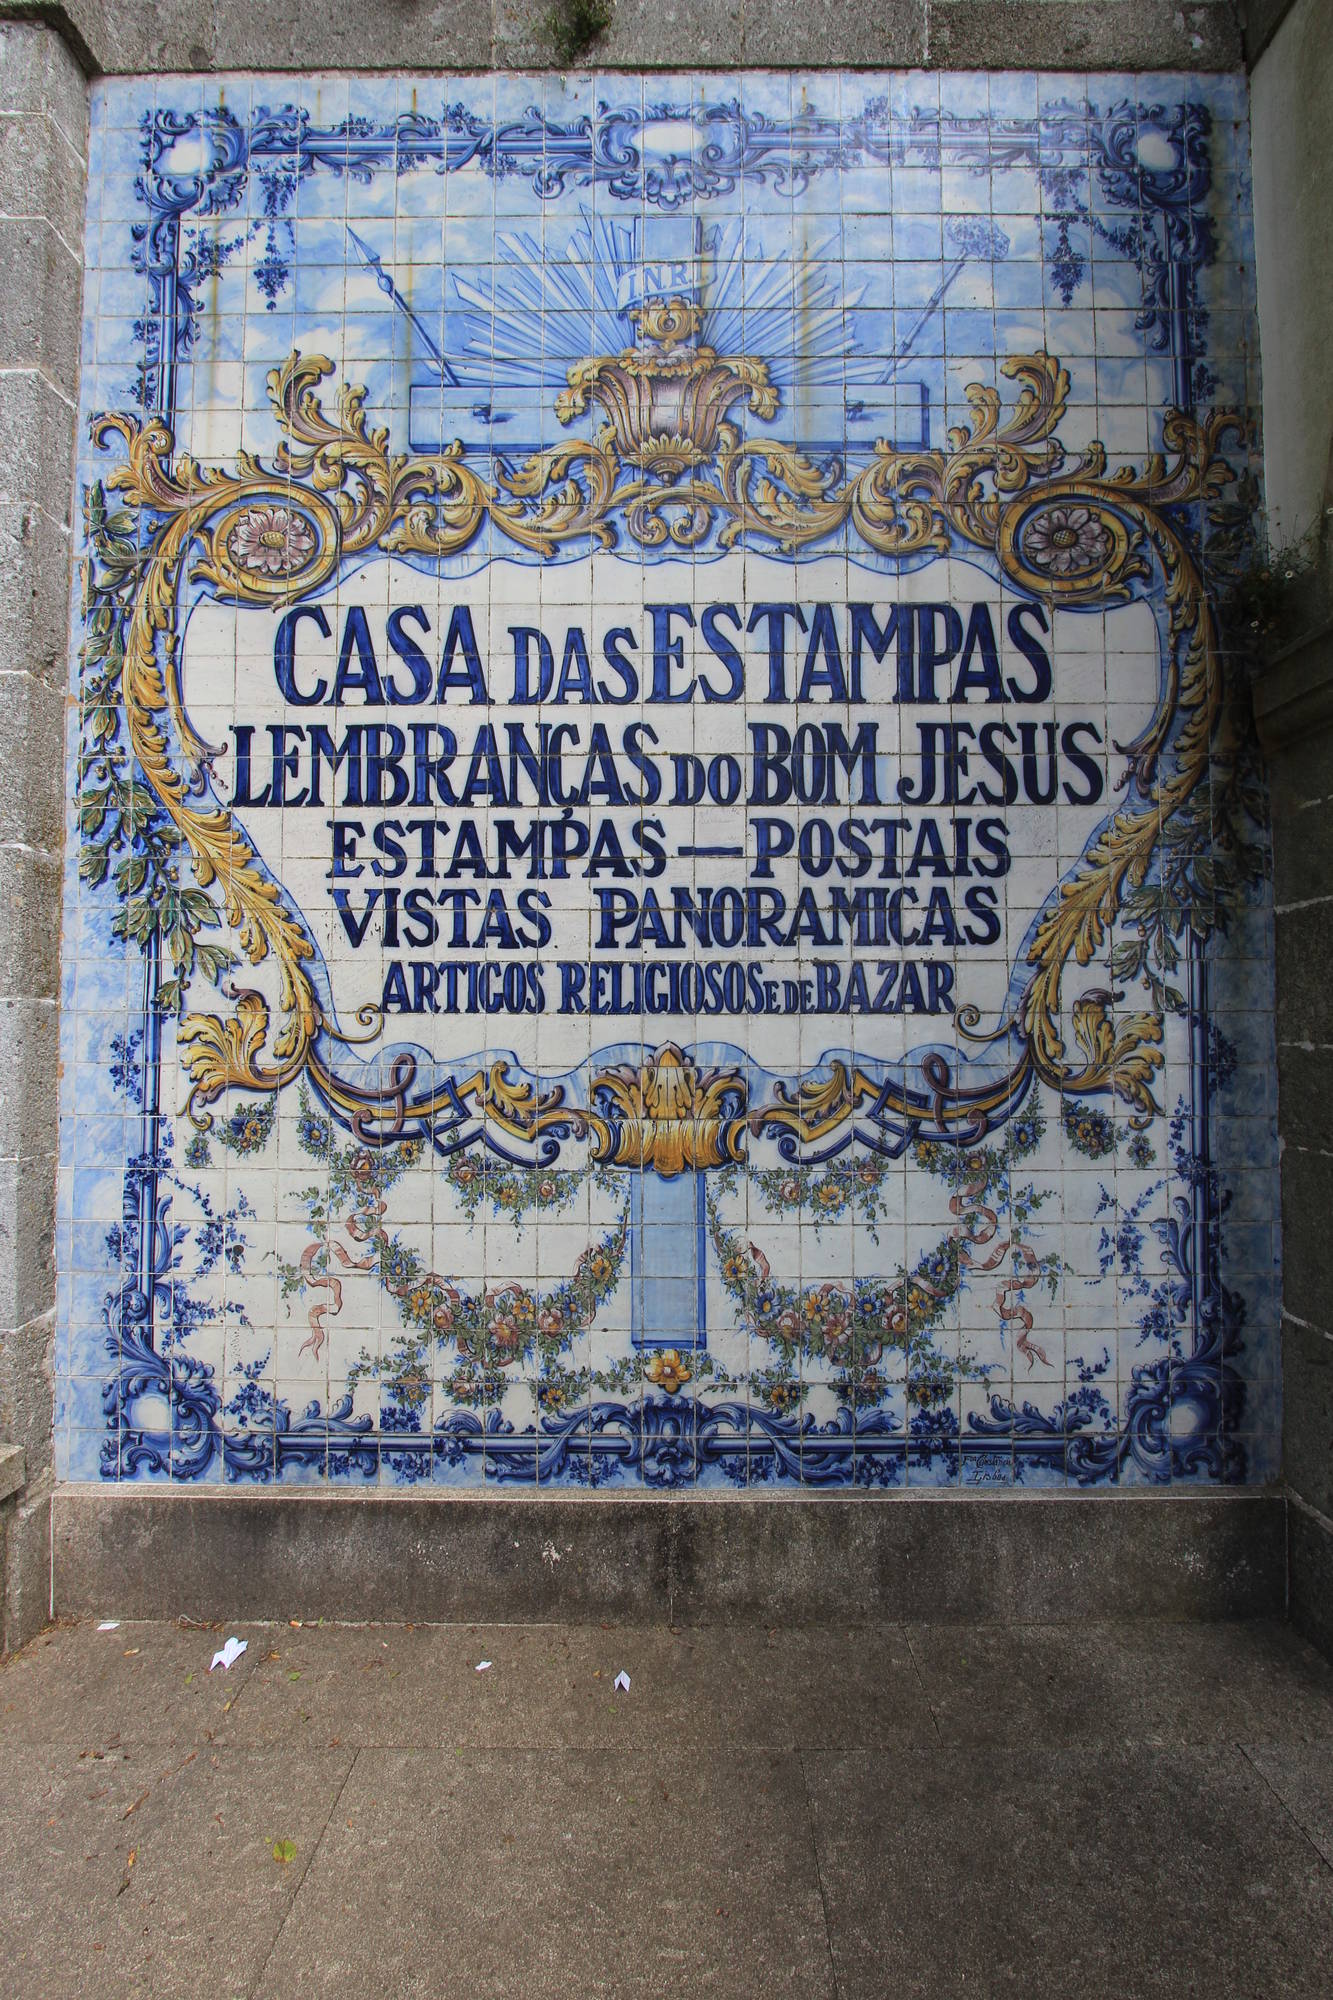 INRI
CASA DAS ESTAMPAS
LEMBRANÇAS DO BOM JESUS
ESTAMPAS — POSTAIS
VISTAS PANORAMICAS
ARTIGOS RELIGIOSOS E DE BAZAR